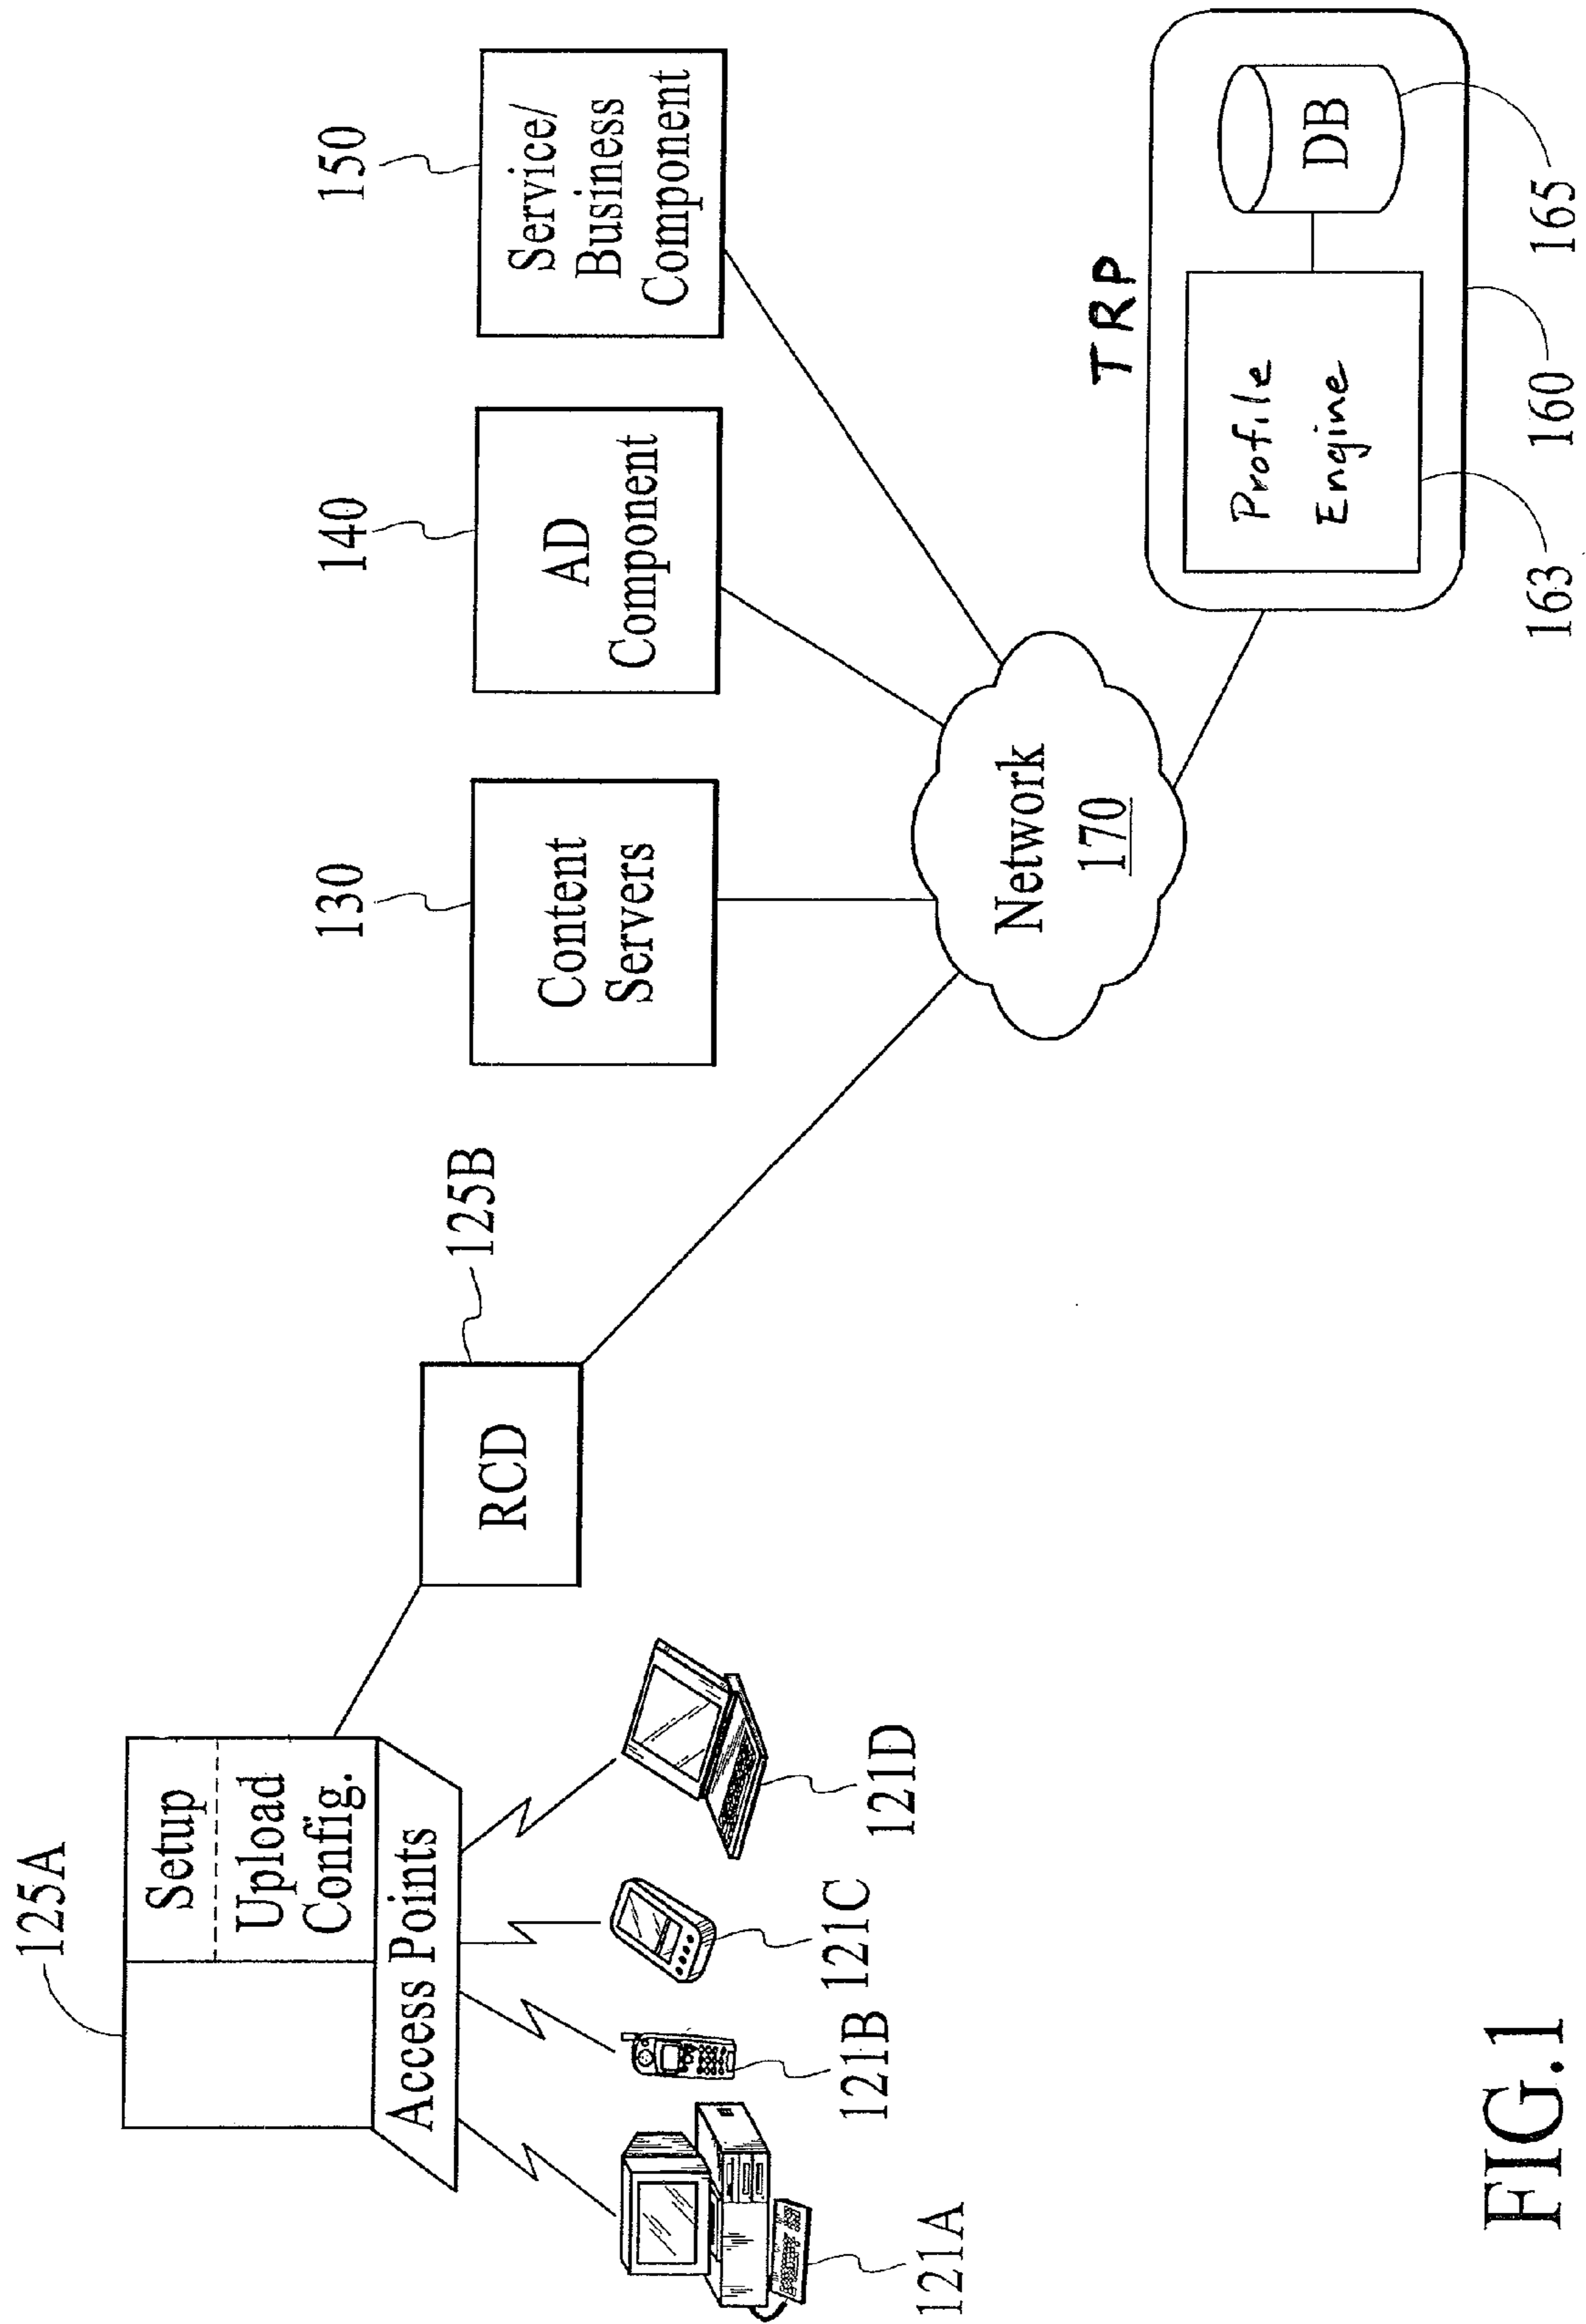 125A
Setup
Upload
Config.
Access Points
121A
121B
121C
121D
RCD
125B
130
Content
Servers
140
AD
Component
150
Service/
Business
Component
Network
170
TRP
Profile
Engine
DB
163
160
165
FIG.1